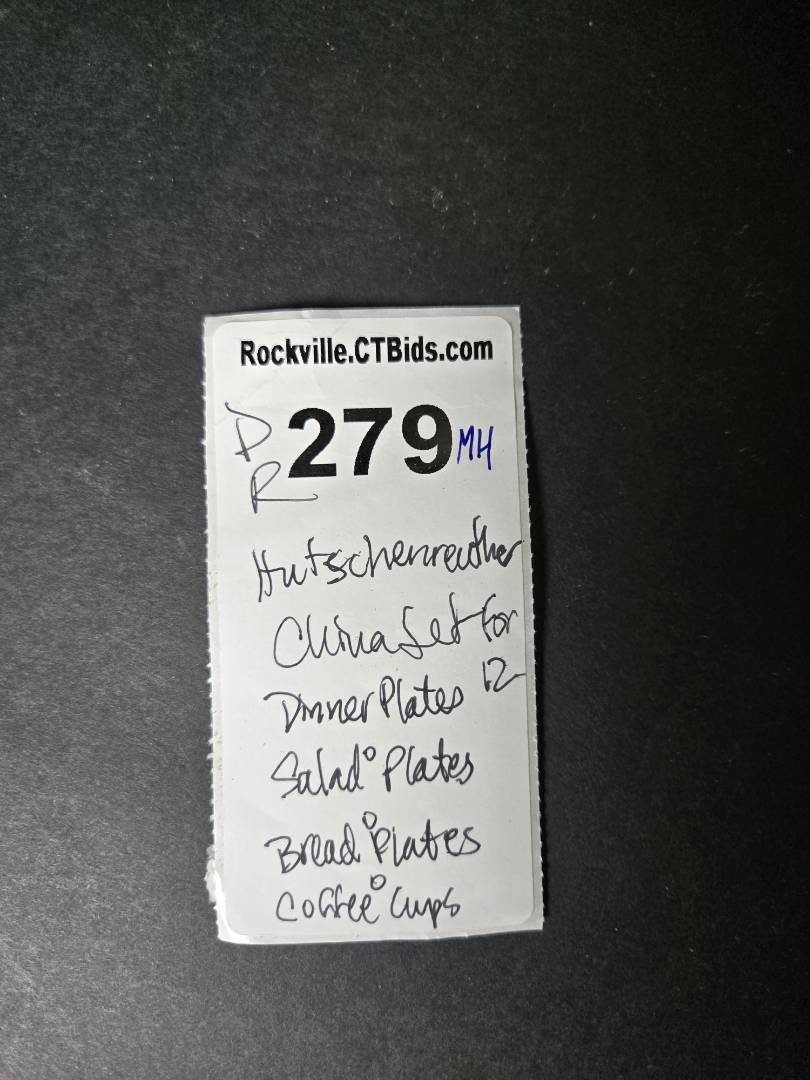 Rockville.CTBids.com
D 279 MH
R
Hutschenreuther
China Set for
12
Dinner Plates
Salad Plates
Bread Plates
Coffee Cups